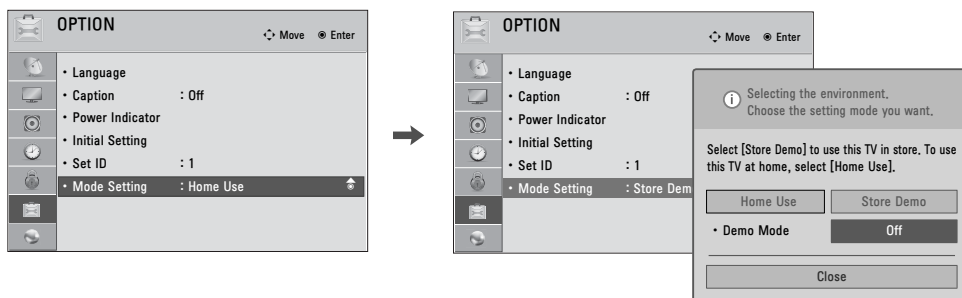 OPTION
Move Enter
• Language
• Caption : Off
• Power Indicator
• Initial Setting
• Set ID : 1
• Mode Setting : Home Use
OPTION
Move Enter
• Language
• Caption : Off
• Power Indicator
• Initial Setting
• Set ID : 1
• Mode Setting : Store Dem
i Selecting the environment.
Choose the setting mode you want.
Select [Store Demo] to use this TV in store. To use
this TV at home, select [Home Use].
Home Use Store Demo
• Demo Mode Off
Close